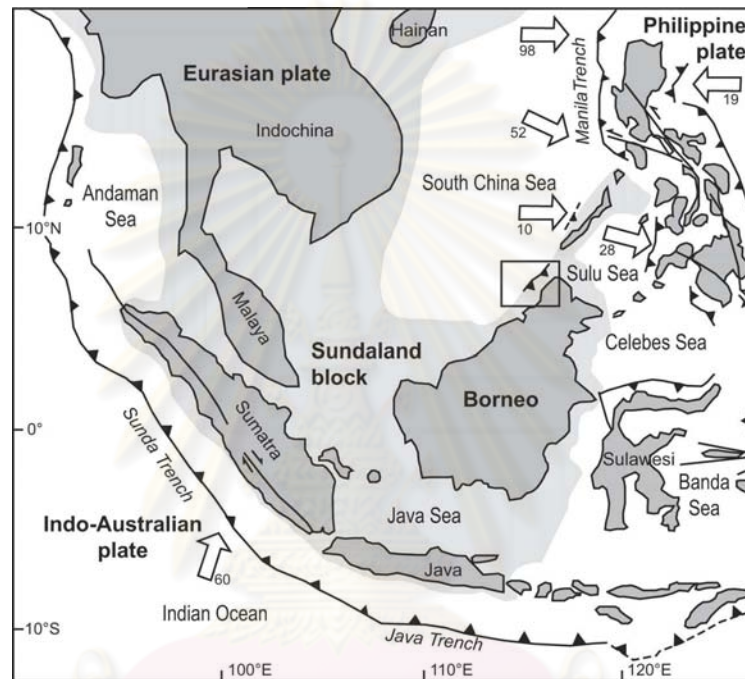 Hainan
98
Philippine
plate
Eurasian plate
Manila Trench
19
Indochina
52
Andaman
Sea
South China Sea
10°N
10
28
Sulu Sea
Malaya
Celebes Sea
Sundaland
block
Borneo
0°
Sumatra
Sulawesi
Sunda Trench
Banda
Sea
Java Sea
Indo-Australian
plate
Java
60
Indian Ocean
10°S
Java Trench
100°E
110°E
120°E